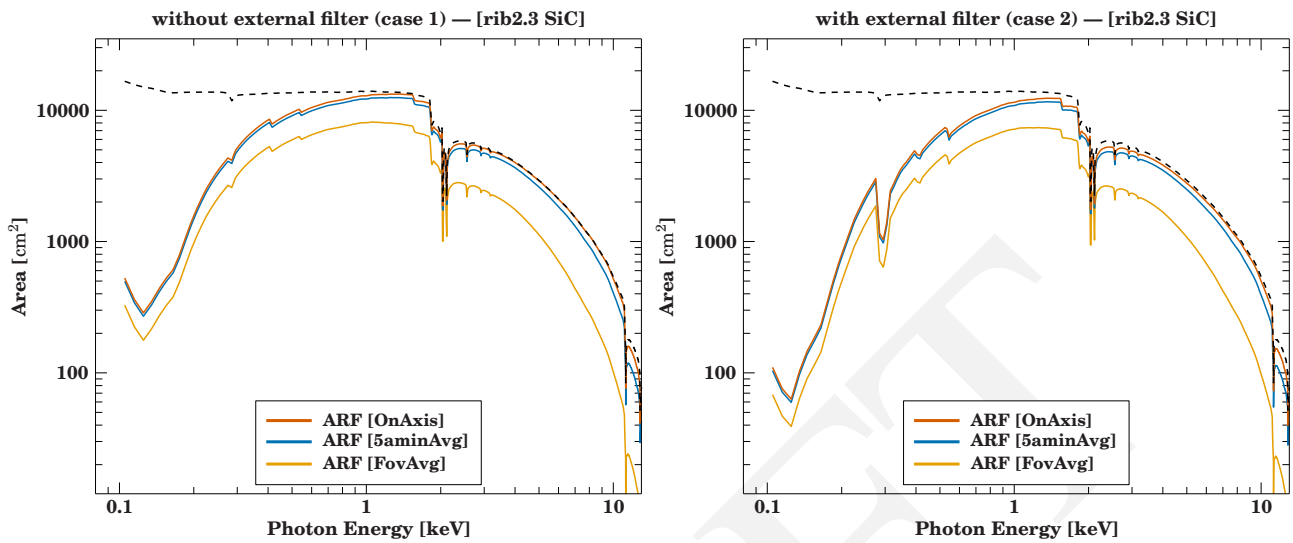 without external filter (case 1) — [rib2.3 SiC]
10000
1000
100
Area [cm²]
ARF [OnAxis]
ARF [5aminAvg]
ARF [FovAvg]
0.1
1
10
Photon Energy [keV]
with external filter (case 2) — [rib2.3 SiC]
10000
1000
100
Area [cm²]
ARF [OnAxis]
ARF [5aminAvg]
ARF [FovAvg]
0.1
1
10
Photon Energy [keV]